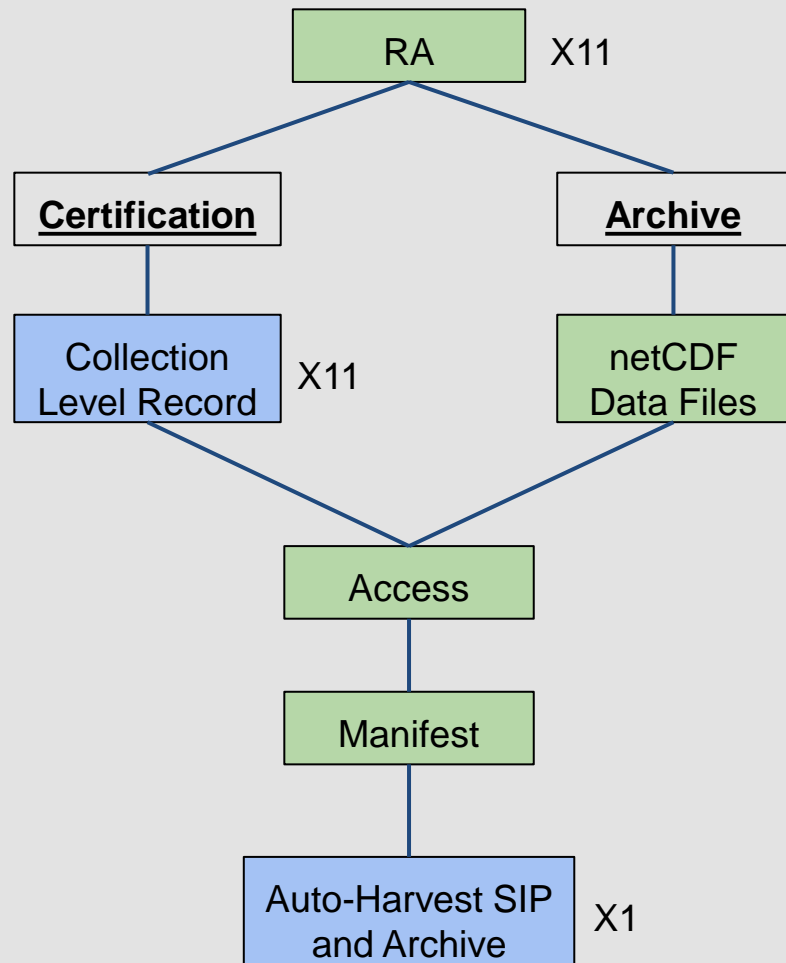 RA
X11
Certification
Archive
Collection
Level Record
X11
netCDF
Data Files
Access
Manifest
Auto-Harvest SIP
and Archive
X1